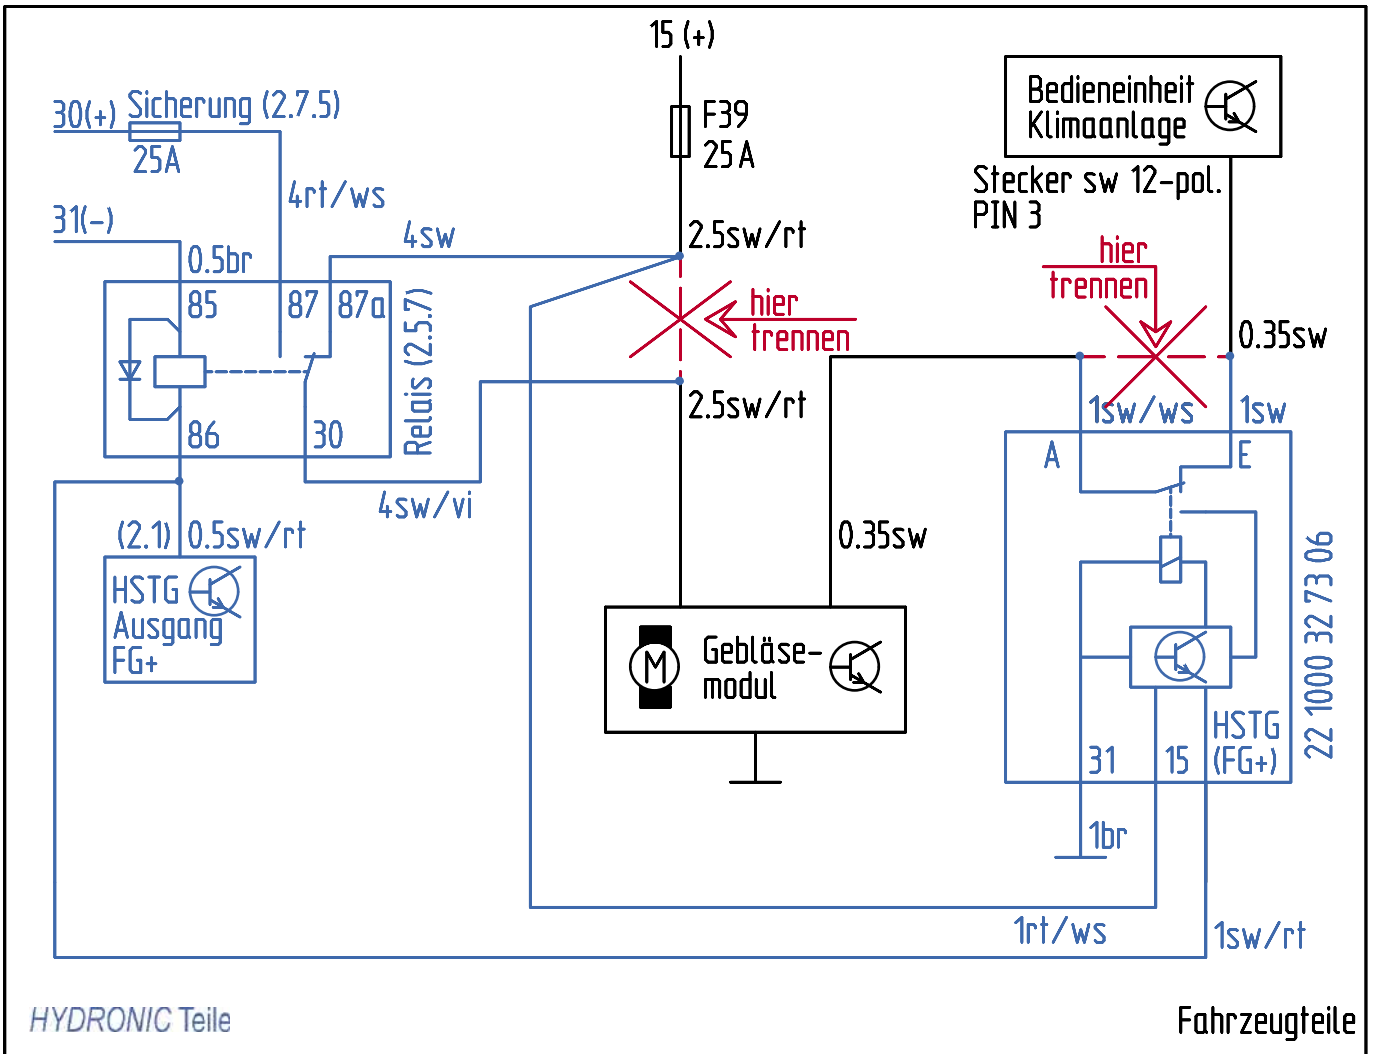 15 (+)
30(+)
Sicherung (2.7.5)
25A
F39
25A
Bedieneinheit
Klimaanlage
Stecker sw 12-pol.
PIN 3
31(-)
4rt/ws
4sw
2.5sw/rt
0.5br
hier
trennen
85
87
87a
Relais (2.5.7)
hier
trennen
0.35sw
2.5sw/rt
1sw/ws
1sw
86
30
A
E
4sw/vi
(2.1)
0.5sw/rt
0.35sw
HSTG
Ausgang
FG+
M
Gebläse-
modul
22 1000 32 73 06
HSTG
(FG+)
31
15
1br
1rt/ws
1sw/rt
HYDRONIC Teile
Fahrzeugteile